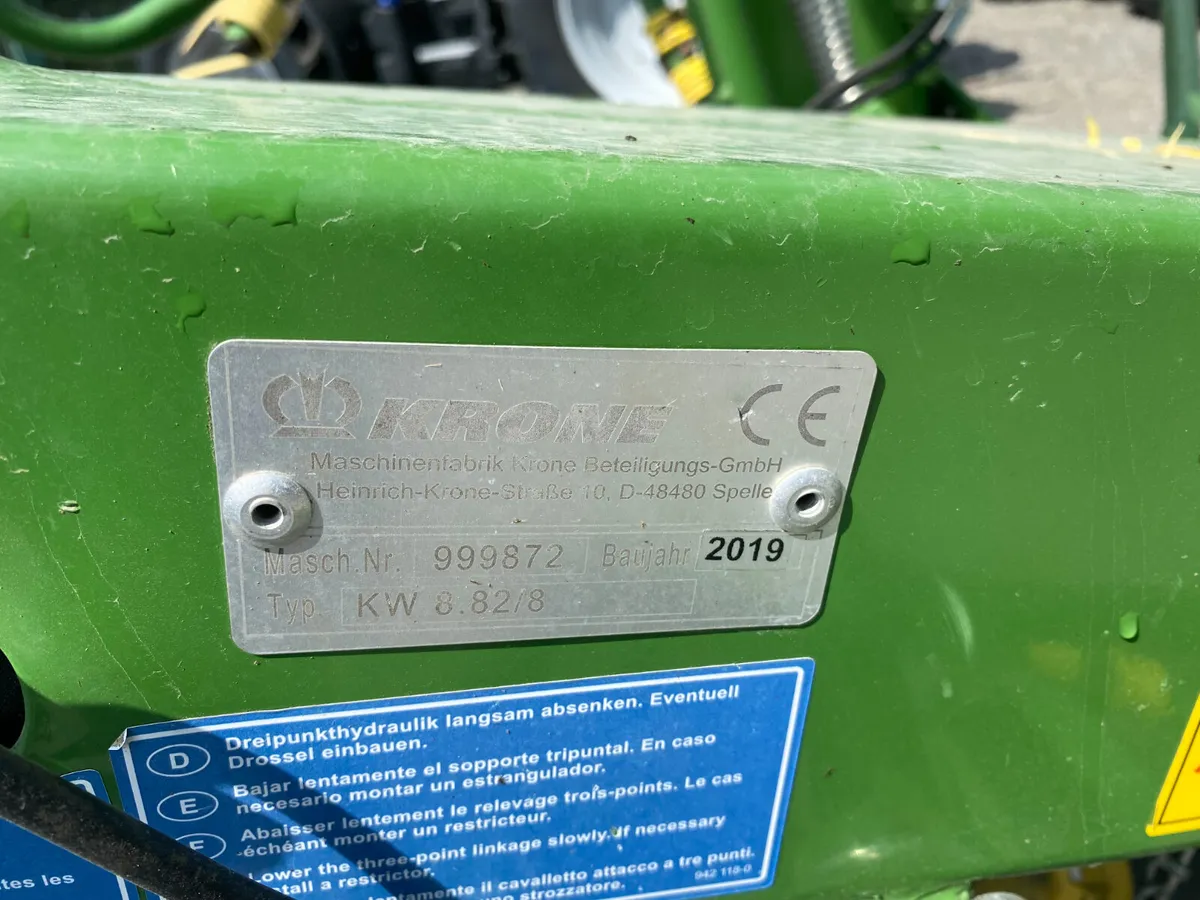 KRONE CE
Maschinenfabrik Krone Beteiligungs-GmbH
Heinrich-Krone-Straße 10, D-48480 Spelle
Masch.Nr. 999872 Baujahr 2019
Typ KW 8.82/8
D Dreipunkthydraulik langsam absenken. Eventuell
Drossel einbauen.
E Bajar lentamente el sopporte tripuntal. En caso
necesario montar un estrangulador.
F Abaisser lentement le relevage trois-points. Le cas
échéant monter un restricteur.
Lower the three-point linkage slowly. If necessary
a restrictor.
il cavalletto attacco a tre punti.
uno strozzatore.
942 118-0
les